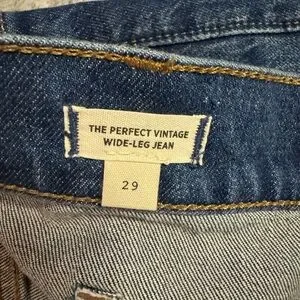 THE PERFECT VINTAGE
WIDE-LEG JEAN
29